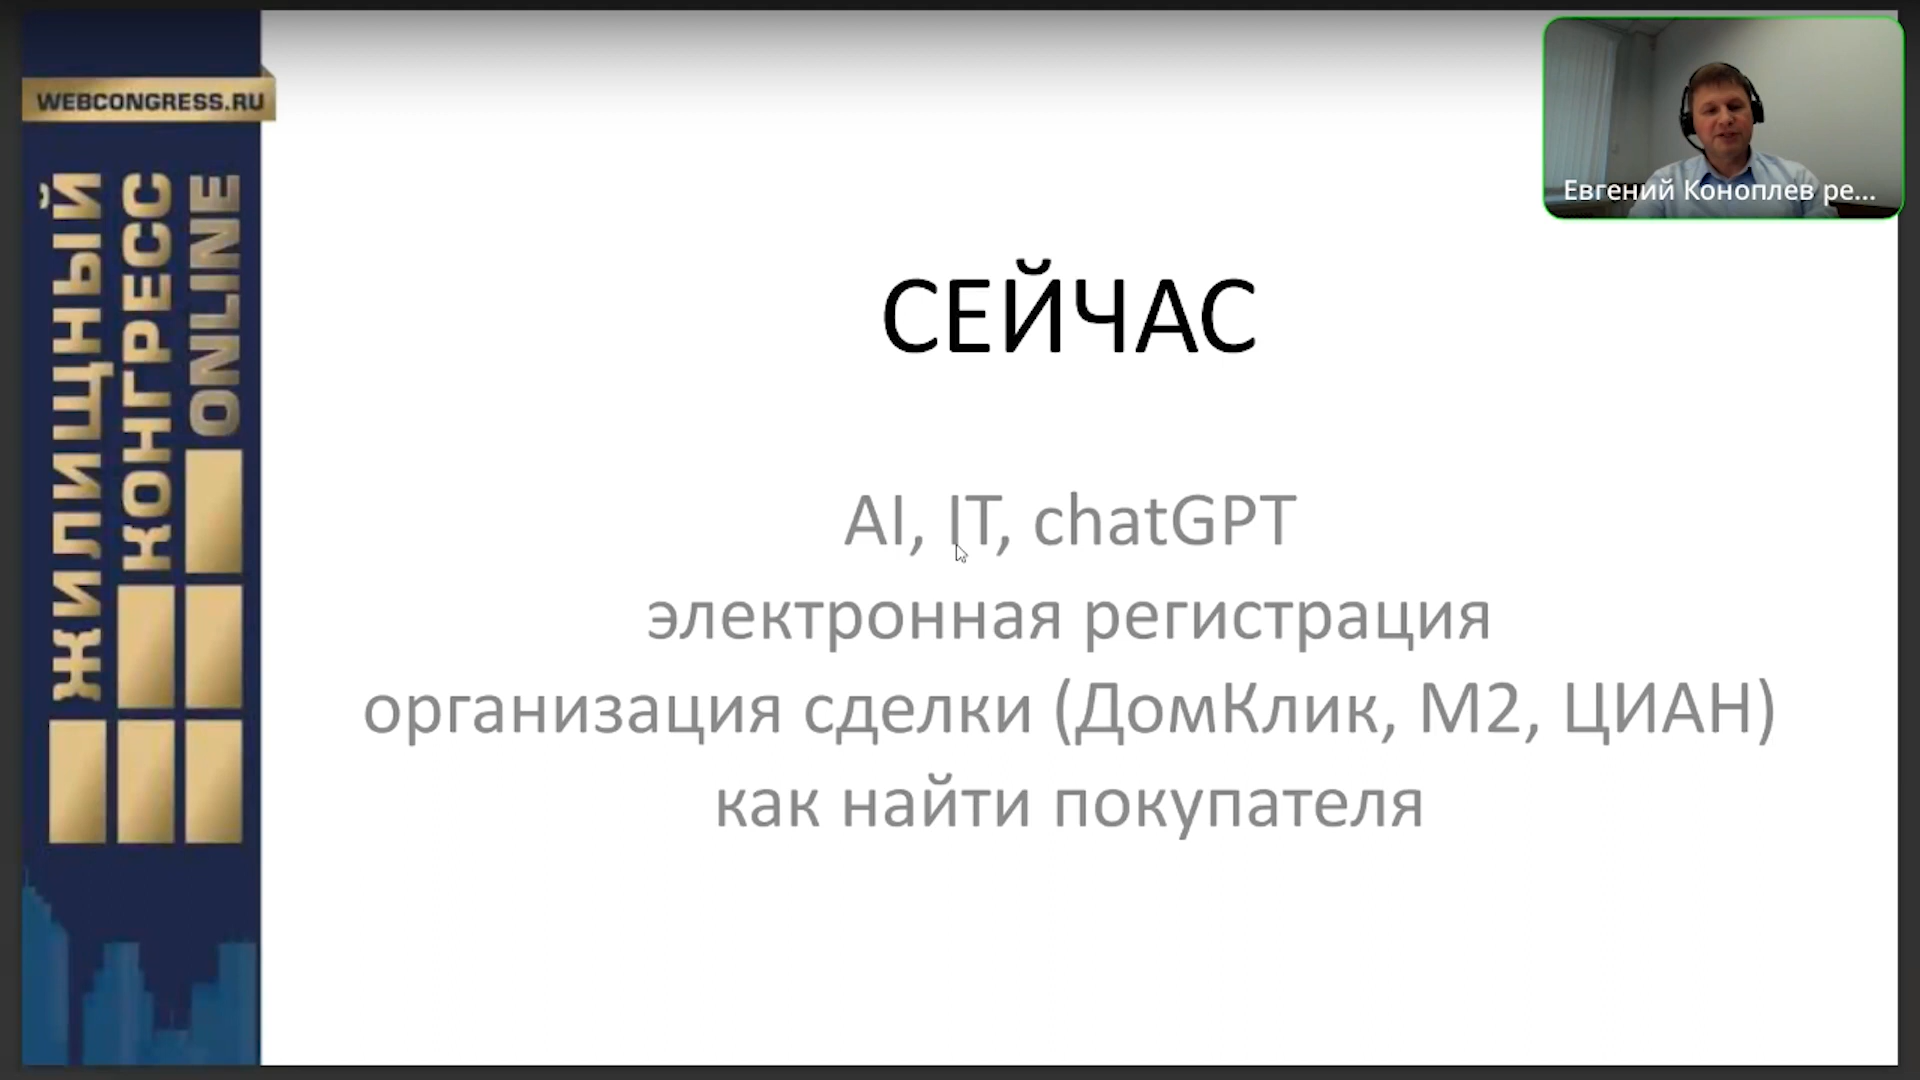 WEBCONGRESS.RU
ЖИЛИЩНЫЙ
КОНГРЕСС
ONLINE
Евгений Коноплев ре...
СЕЙЧАС
AI, IT, chatGPT
электронная регистрация
организация сделки (ДомКлик, М2, ЦИАН)
как найти покупателя